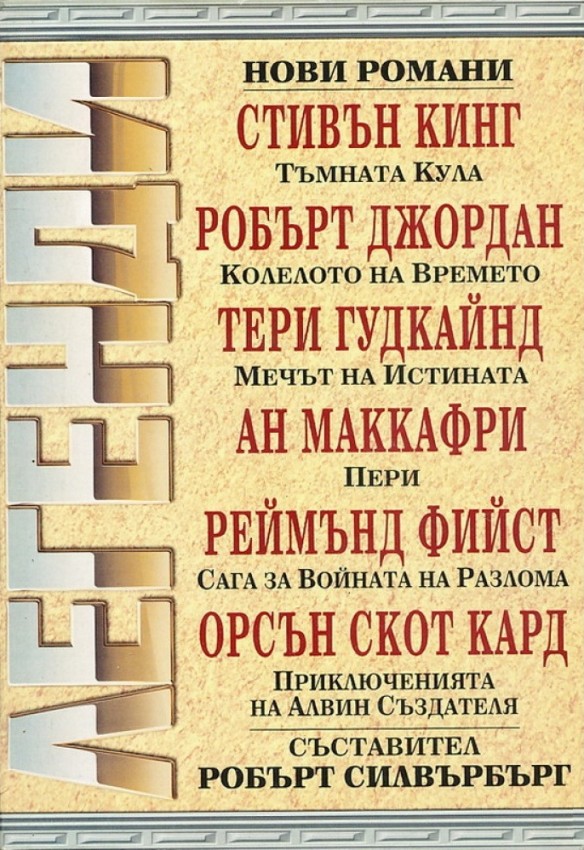 ЛЕГЕНДИ
НОВИ РОМАНИ
СТИВЪН КИНГ
ТЪМНАТА КУЛА
РОБЪРТ ДЖОРДАН
КОЛЕЛОТО НА ВРЕМЕТО
ТЕРИ ГУДКАЙНД
МЕЧЪТ НА ИСТИНАТА
АН МАККАФРИ
ПЕРИ
РЕЙМЪНД ФИЙСТ
САГА ЗА ВОЙНАТА НА РАЗЛОМА
ОРСЪН СКОТ КАРД
ПРИКЛЮЧЕНИЯТА
НА АЛВИН СЪЗДАТЕЛЯ
СЪСТАВИТЕЛ
РОБЪРТ СИЛВЪРБЪРГ